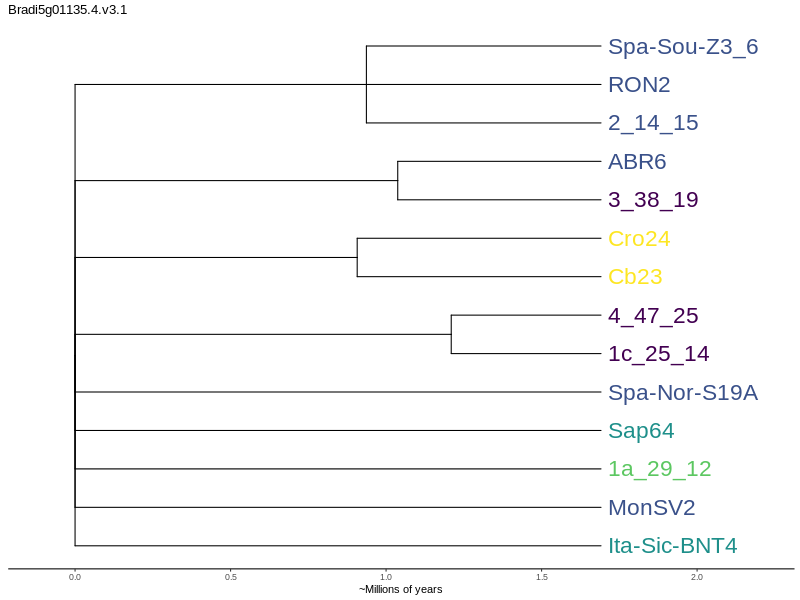 Bradi5g01135.4.v3.1
Spa-Sou-Z3_6
RON2
2_14_15
ABR6
3_38_19
Cro24
Cb23
4_47_25
1c_25_14
Spa-Nor-S19A
Sap64
1a_29_12
MonSV2
Ita-Sic-BNT4
0.0 0.5 1.0 1.5 2.0
~Millions of years